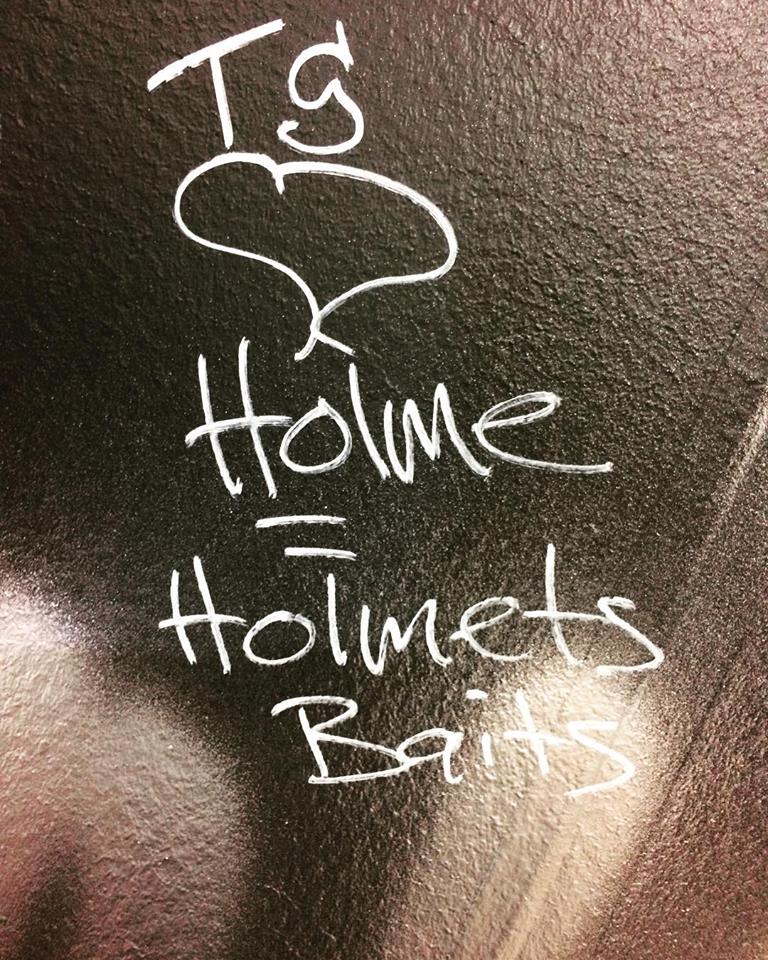 Tg
Holme
=
Holmets
Baits